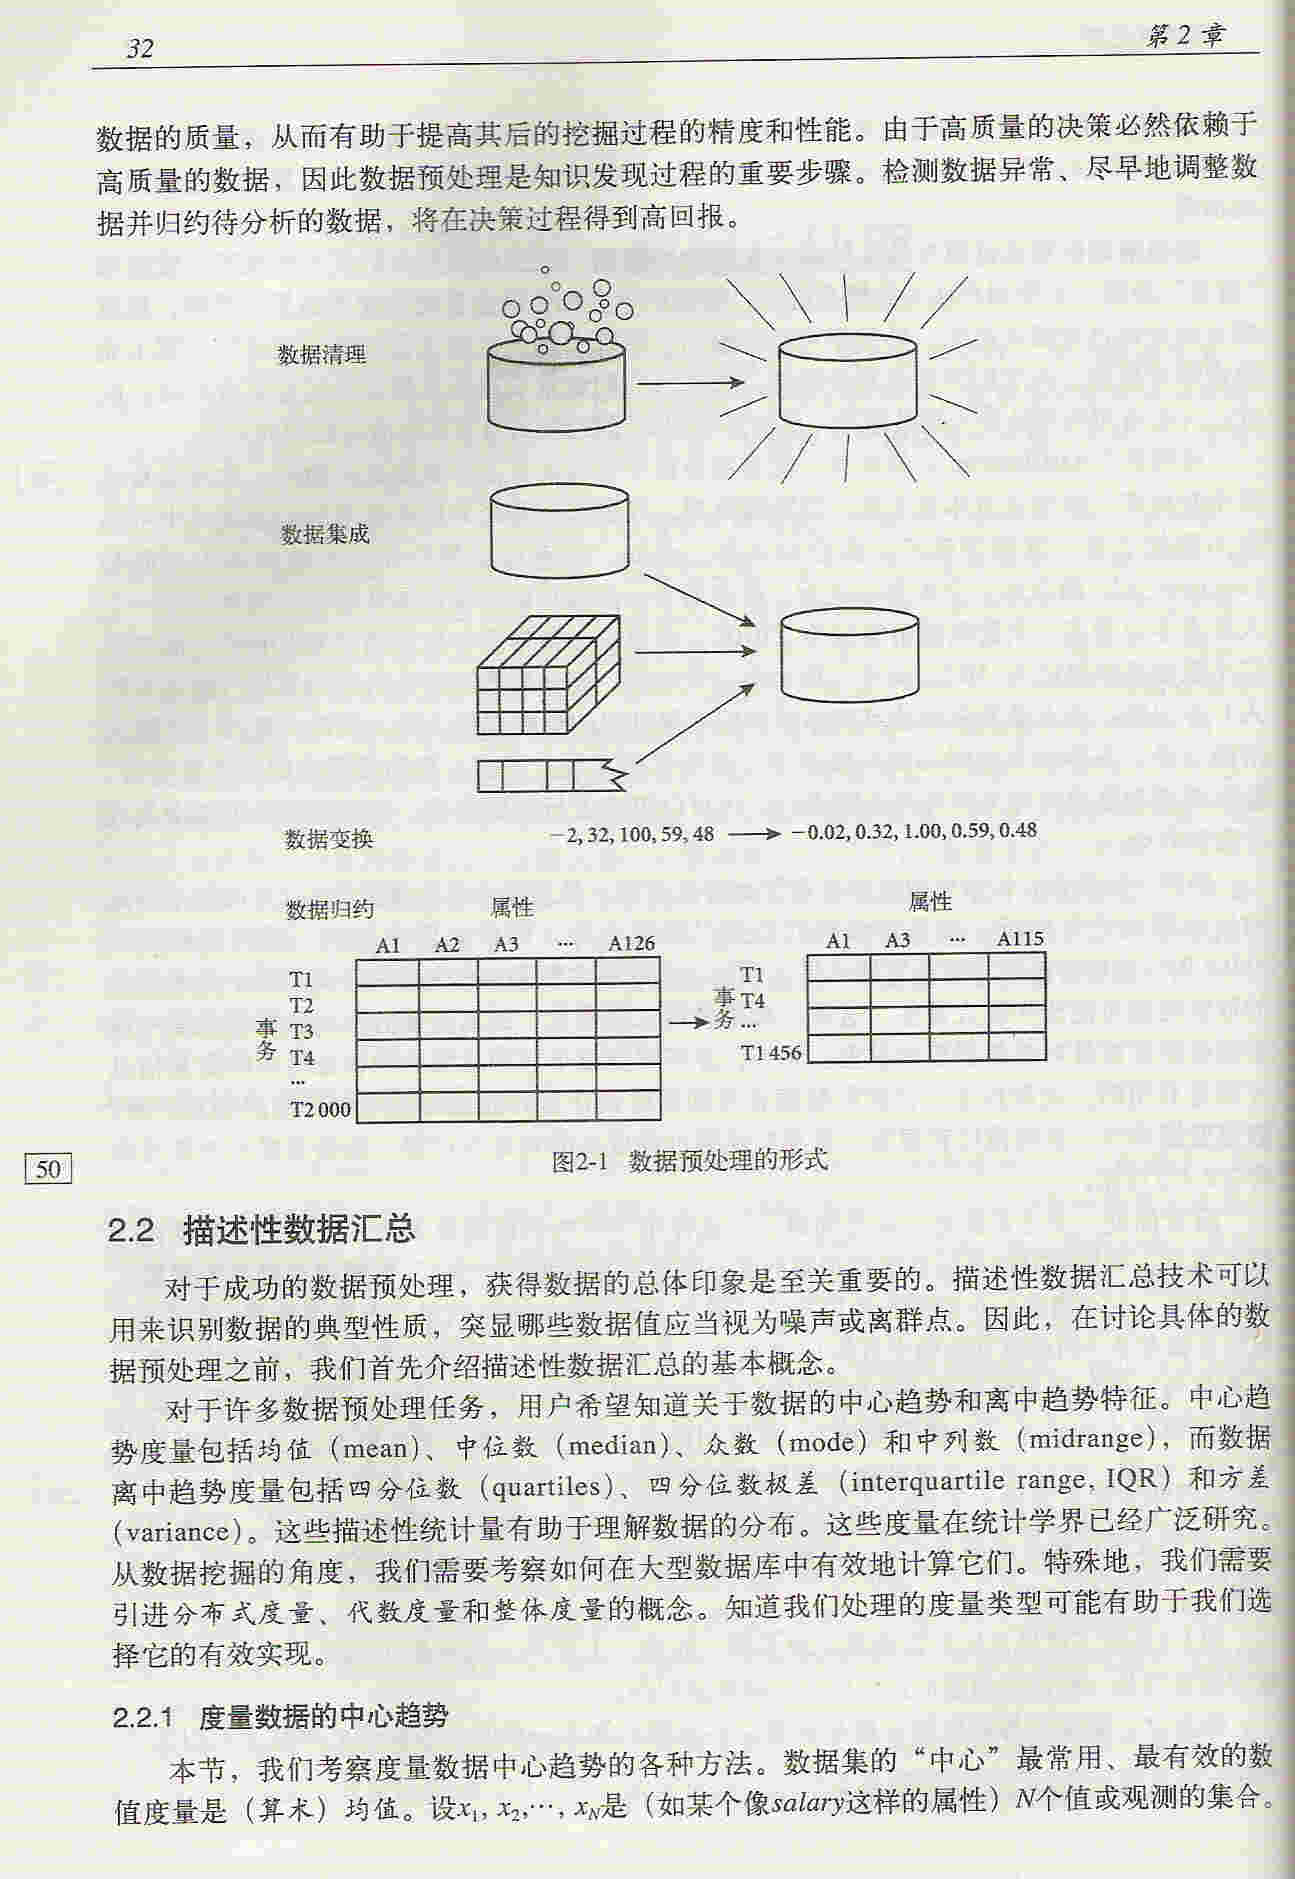 32
第2章
数据的质量，从而有助于提高其后的挖掘过程的精度和性能。由于高质量的决策必然依赖于
高质量的数据，因此数据预处理是知识发现过程的重要步骤。检测数据异常、尽早地调整数
据并归约待分析的数据，将在决策过程得到高回报。
数据清理
数据集成
数据变换
－2, 32, 100, 59, 48
－0.02, 0.32, 1.00, 0.59, 0.48
数据归约
属性
A1 A2 A3 … A126
事务
T1
T2
T3
T4
…
T2 000
属性
A1 A3 … A115
事务
T1
T4
…
T1 456
图2-1 数据预处理的形式
50
2.2 描述性数据汇总
对于成功的数据预处理，获得数据的总体印象是至关重要的。描述性数据汇总技术可以
用来识别数据的典型性质，突显哪些数据值应当视为噪声或离群点。因此，在讨论具体的数
据预处理之前，我们首先介绍描述性数据汇总的基本概念。
对于许多数据预处理任务，用户希望知道关于数据的中心趋势和离中趋势特征。中心趋
势度量包括均值（mean）、中位数（median）、众数（mode）和中列数（midrange），而数据
离中趋势度量包括四分位数（quartiles）、四分位数极差（interquartile range, IQR）和方差
（variance）。这些描述性统计量有助于理解数据的分布。这些度量在统计学界已经广泛研究。
从数据挖掘的角度，我们需要考察如何在大型数据库中有效地计算它们。特殊地，我们需要
引进分布式度量、代数度量和整体度量的概念。知道我们处理的度量类型可能有助于我们选
择它的有效实现。
2.2.1 度量数据的中心趋势
本节，我们考察度量数据中心趋势的各种方法。数据集的“中心”最常用、最有效的数
值度量是（算术）均值。设x₁, x₂,…, x_N是（如某个像salary这样的属性）N个值或观测的集合。